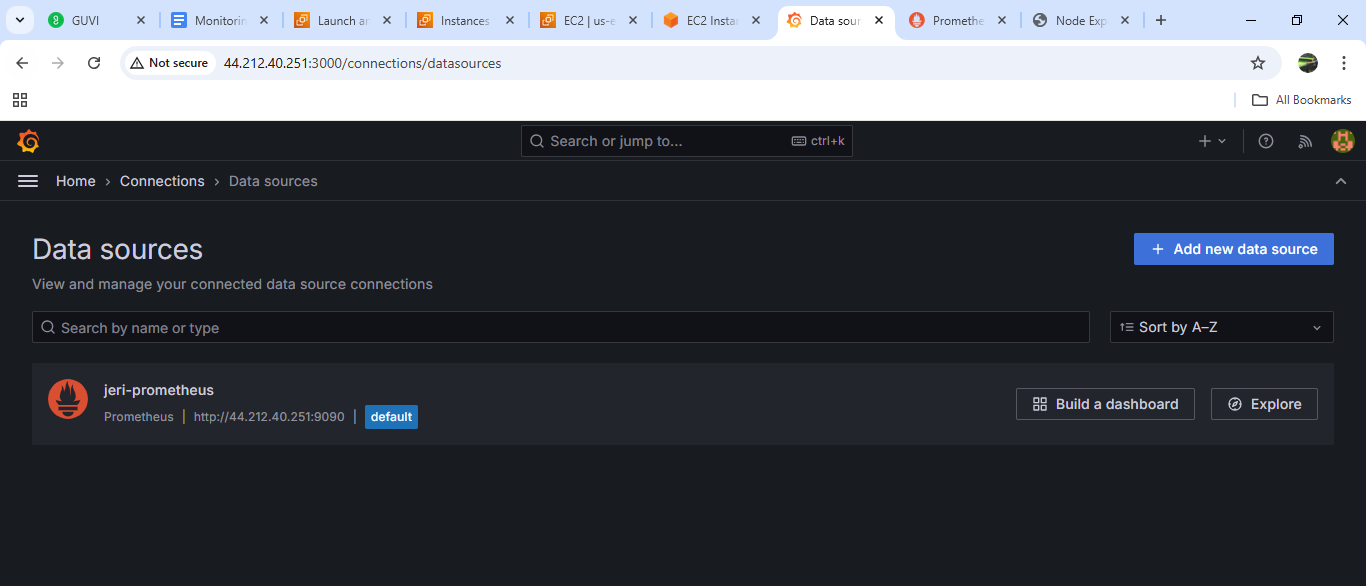 GUVI
Monitorin
Launch an
Instances
EC2 | us-e
EC2 Instan
Data sour
Promethe
Node Exp
Not secure
44.212.40.251:3000/connections/datasources
All Bookmarks
Search or jump to...
ctrl+k
Home › Connections › Data sources
Data sources
Add new data source
View and manage your connected data source connections
Search by name or type
Sort by A–Z
jeri-prometheus
Prometheus | http://44.212.40.251:9090 | default
Build a dashboard
Explore